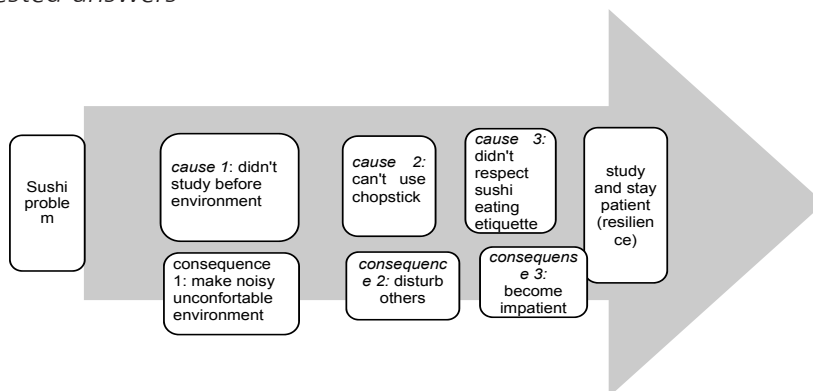 Sushi
proble
m
cause 1: didn't
study before
environment
cause 2:
can't use
chopstick
cause 3:
didn't
respect
sushi
eating
etiquette
study
and stay
patient
(resilien
ce)
consequence
1: make noisy
unconfortable
environment
consequenc
e 2: disturb
others
consequens
e 3:
become
impatient